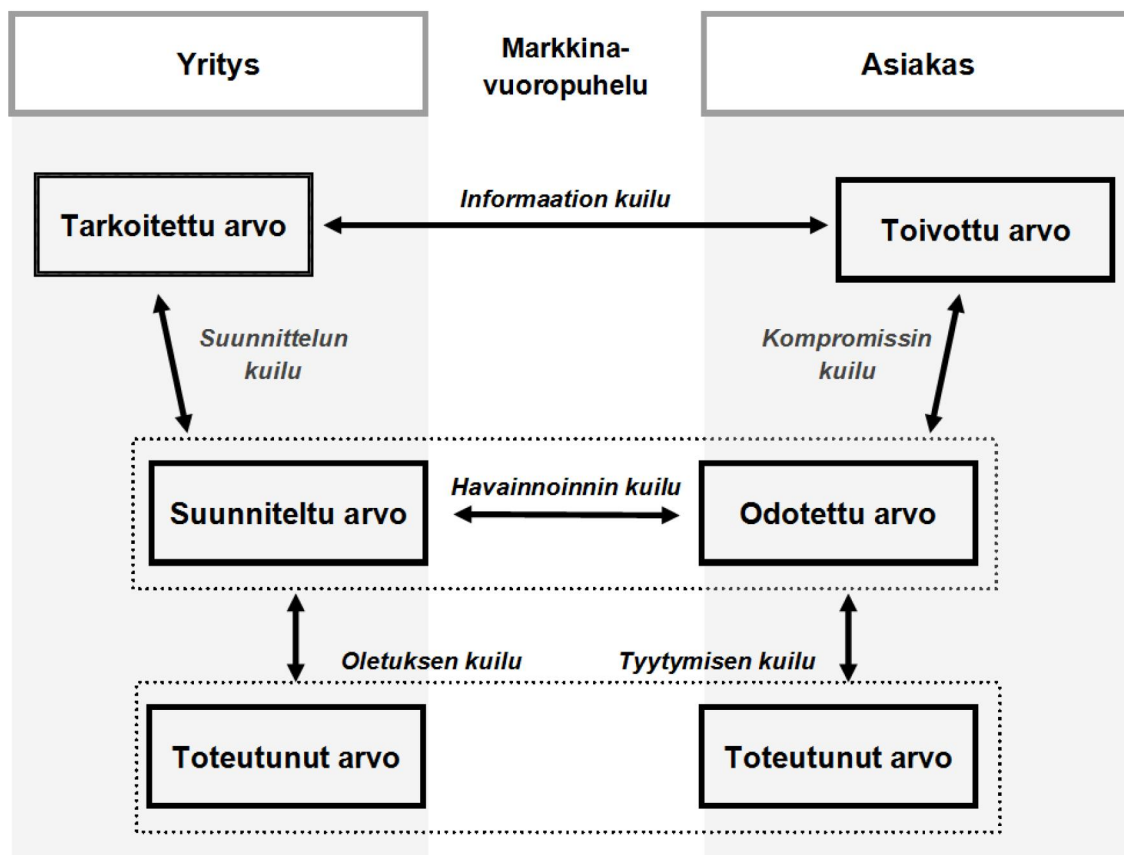 Yritys
Markkina-
vuoropuhelu
Asiakas
Informaation kuilu
Tarkoitettu arvo
Toivottu arvo
Suunnittelun
kuilu
Kompromissin
kuilu
Havainnoinnin kuilu
Suunniteltu arvo
Odotettu arvo
Oletuksen kuilu
Tyytymisen kuilu
Toteutunut arvo
Toteutunut arvo